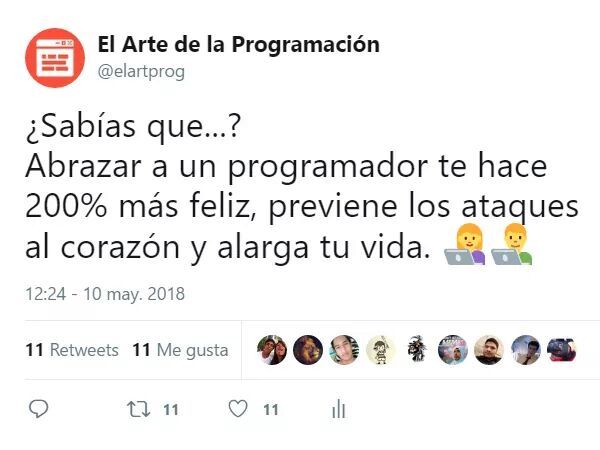 El Arte de la Programación
@elartprog
¿Sabías que...?
Abrazar a un programador te hace
200% más feliz, previene los ataques
al corazón y alarga tu vida. 👩‍💻👨‍💻
12:24 - 10 may. 2018
11 Retweets 11 Me gusta
11 11